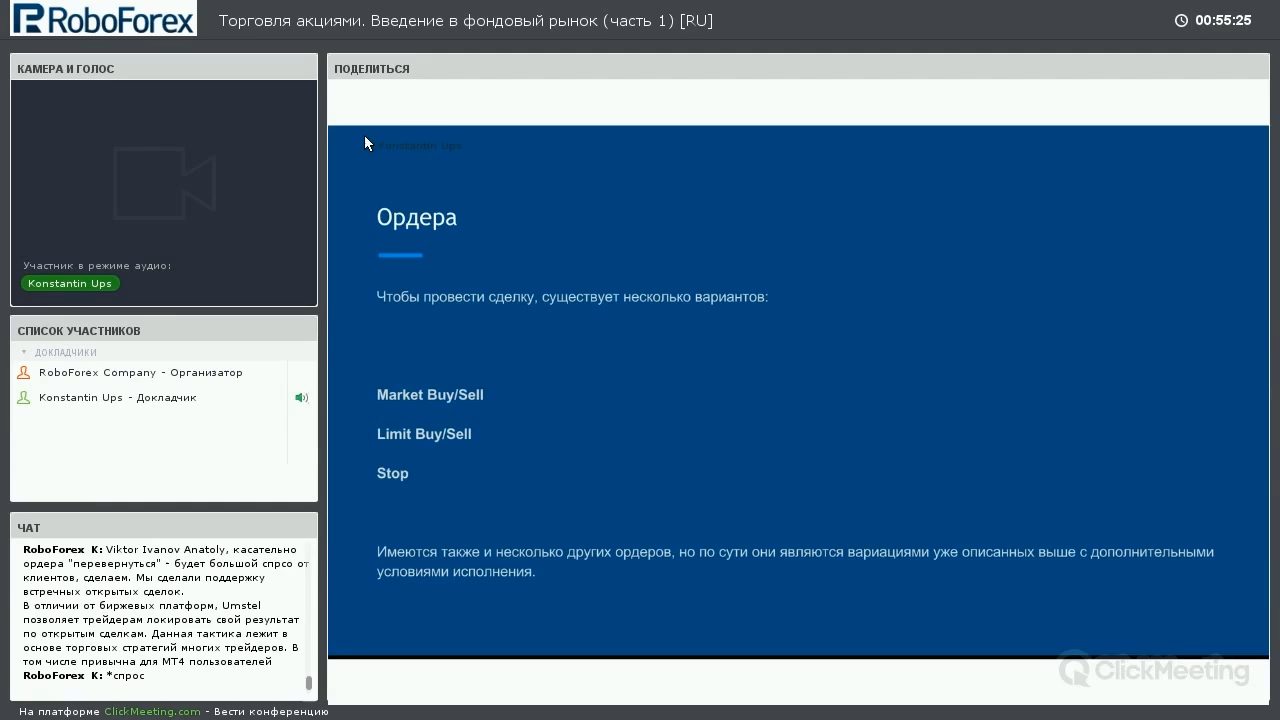 RoboForex
Торговля акциями. Введение в фондовый рынок (часть 1) [RU]
00:55:25
КАМЕРА И ГОЛОС
Участник в режиме аудио:
Konstantin Ups
СПИСОК УЧАСТНИКОВ
ДОКЛАДЧИКИ
RoboForex Company - Организатор
Konstantin Ups - Докладчик
ЧАТ
RoboForex K: Viktor Ivanov Anatoly, касательно
ордера "перевернуться" - будет большой спрсо от
клиентов, сделаем. Мы сделали поддержку
встречных открытых сделок.
В отличии от биржевых платформ, Umstel
позволяет трейдерам локировать свой результат
по открытым сделкам. Данная тактика лежит в
основе торговых стратегий многих трейдеров. В
том числе привычна для МТ4 пользователей
RoboForex K: *спрос
На платформе ClickMeeting.com - Вести конференцию
ПОДЕЛИТЬСЯ
Konstantin Ups
Ордера
Чтобы провести сделку, существует несколько вариантов:
Market Buy/Sell
Limit Buy/Sell
Stop
Имеются также и несколько других ордеров, но по сути они являются вариациями уже описанных выше с дополнительными
условиями исполнения.
ClickMeeting